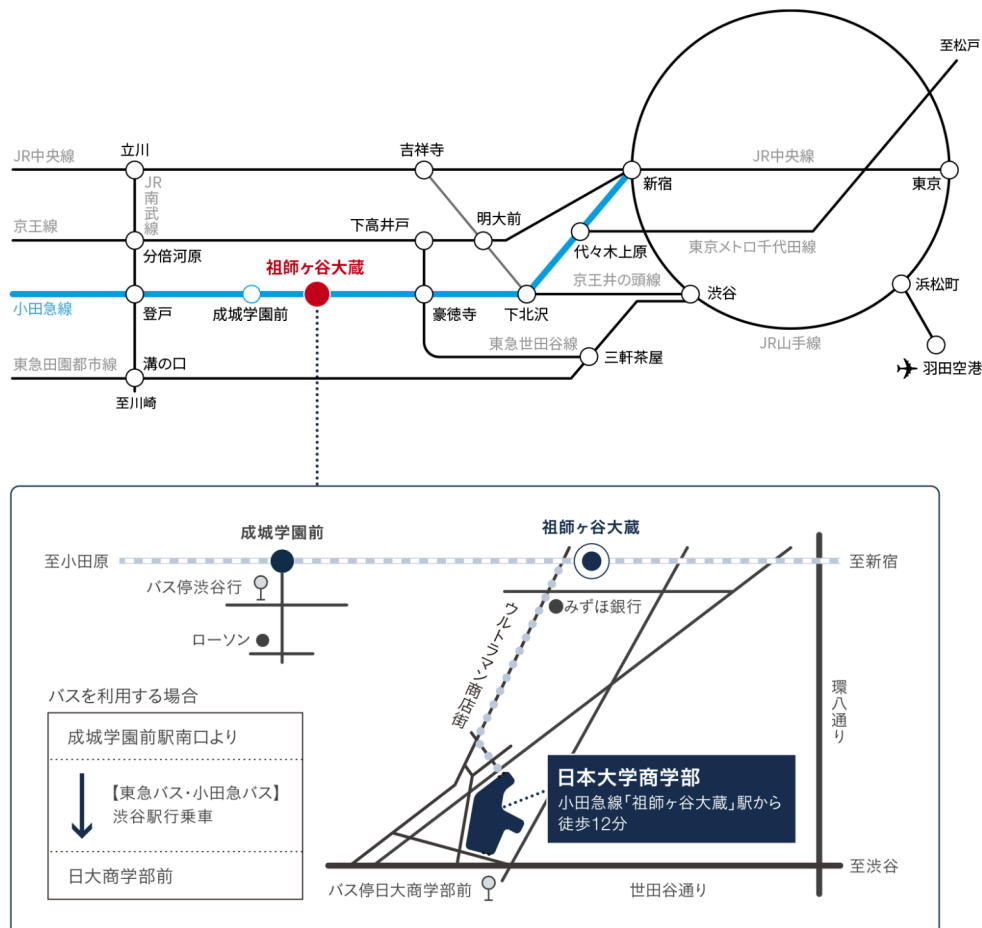 至松戸
立川
吉祥寺
JR中央線
JR中央線
新宿
東京
JR南武線
京王線
下高井戸
明大前
分倍河原
代々木上原
東京メトロ千代田線
祖師ヶ谷大蔵
京王井の頭線
小田急線
登戸
成城学園前
豪徳寺
下北沢
渋谷
浜松町
東急世田谷線
JR山手線
三軒茶屋
東急田園都市線
溝の口
羽田空港
至川崎
成城学園前
祖師ヶ谷大蔵
至小田原
至新宿
バス停渋谷行
みずほ銀行
ウルトラマン商店街
ローソン
環八通り
バスを利用する場合
成城学園前駅南口より
【東急バス・小田急バス】
渋谷駅行乗車
日大商学部前
日本大学商学部
小田急線「祖師ヶ谷大蔵」駅から
徒歩12分
至渋谷
バス停日大商学部前
世田谷通り